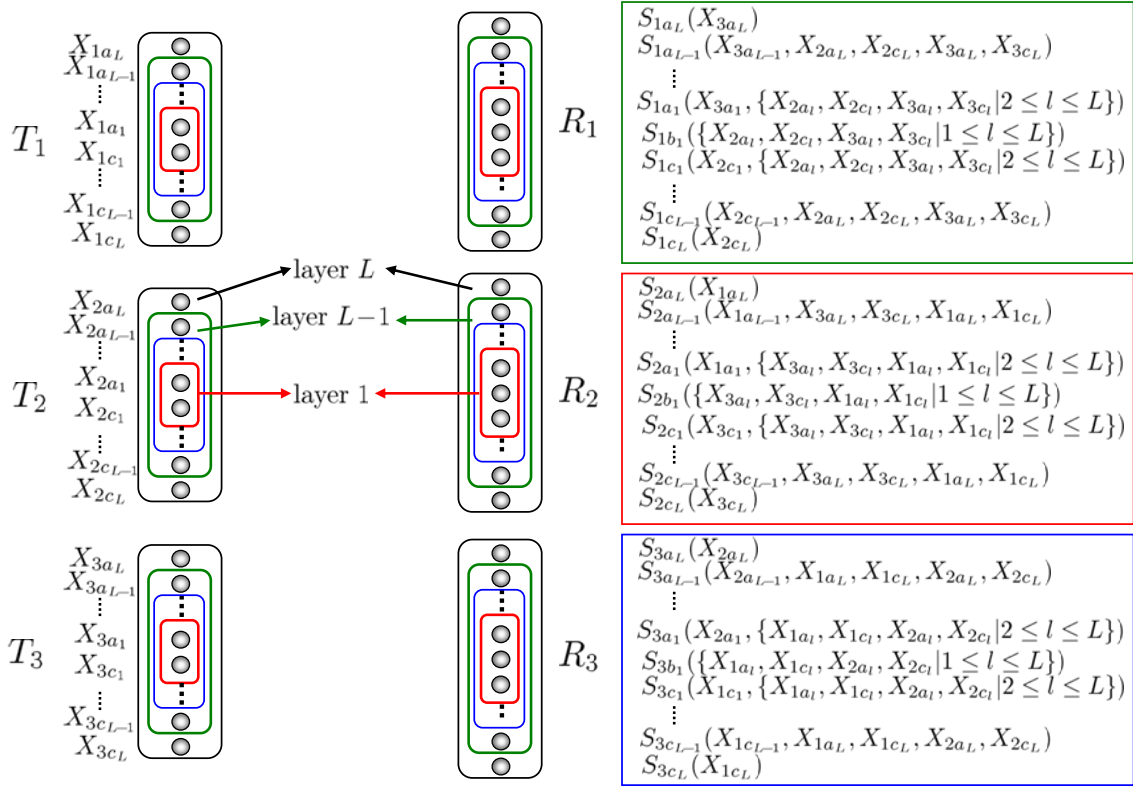 X_{1a_L}
X_{1a_{L-1}}
X_{1a_1}
X_{1c_1}
X_{1c_{L-1}}
X_{1c_L}
T_1
R_1
S_{1a_L}(X_{3a_L})
S_{1a_{L-1}}(X_{3a_{L-1}}, X_{2a_L}, X_{2c_L}, X_{3a_L}, X_{3c_L})
S_{1a_1}(X_{3a_1}, {X_{2a_l}, X_{2c_l}, X_{3a_l}, X_{3c_l}|2 ≤ l ≤ L})
S_{1b_1}({X_{2a_l}, X_{2c_l}, X_{3a_l}, X_{3c_l}|1 ≤ l ≤ L})
S_{1c_1}(X_{2c_1}, {X_{2a_l}, X_{2c_l}, X_{3a_l}, X_{3c_l}|2 ≤ l ≤ L})
S_{1c_{L-1}}(X_{2c_{L-1}}, X_{2a_L}, X_{2c_L}, X_{3a_L}, X_{3c_L})
S_{1c_L}(X_{2c_L})
layer L
layer L−1
layer 1
X_{2a_L}
X_{2a_{L-1}}
X_{2a_1}
X_{2c_1}
X_{2c_{L-1}}
X_{2c_L}
T_2
R_2
S_{2a_L}(X_{1a_L})
S_{2a_{L-1}}(X_{1a_{L-1}}, X_{3a_L}, X_{3c_L}, X_{1a_L}, X_{1c_L})
S_{2a_1}(X_{1a_1}, {X_{3a_l}, X_{3c_l}, X_{1a_l}, X_{1c_l}|2 ≤ l ≤ L})
S_{2b_1}({X_{3a_l}, X_{3c_l}, X_{1a_l}, X_{1c_l}|1 ≤ l ≤ L})
S_{2c_1}(X_{3c_1}, {X_{3a_l}, X_{3c_l}, X_{1a_l}, X_{1c_l}|2 ≤ l ≤ L})
S_{2c_{L-1}}(X_{3c_{L-1}}, X_{3a_L}, X_{3c_L}, X_{1a_L}, X_{1c_L})
S_{2c_L}(X_{3c_L})
X_{3a_L}
X_{3a_{L-1}}
X_{3a_1}
X_{3c_1}
X_{3c_{L-1}}
X_{3c_L}
T_3
R_3
S_{3a_L}(X_{2a_L})
S_{3a_{L-1}}(X_{2a_{L-1}}, X_{1a_L}, X_{1c_L}, X_{2a_L}, X_{2c_L})
S_{3a_1}(X_{2a_1}, {X_{1a_l}, X_{1c_l}, X_{2a_l}, X_{2c_l}|2 ≤ l ≤ L})
S_{3b_1}({X_{1a_l}, X_{1c_l}, X_{2a_l}, X_{2c_l}|1 ≤ l ≤ L})
S_{3c_1}(X_{1c_1}, {X_{1a_l}, X_{1c_l}, X_{2a_l}, X_{2c_l}|2 ≤ l ≤ L})
S_{3c_{L-1}}(X_{1c_{L-1}}, X_{1a_L}, X_{1c_L}, X_{2a_L}, X_{2c_L})
S_{3c_L}(X_{1c_L})